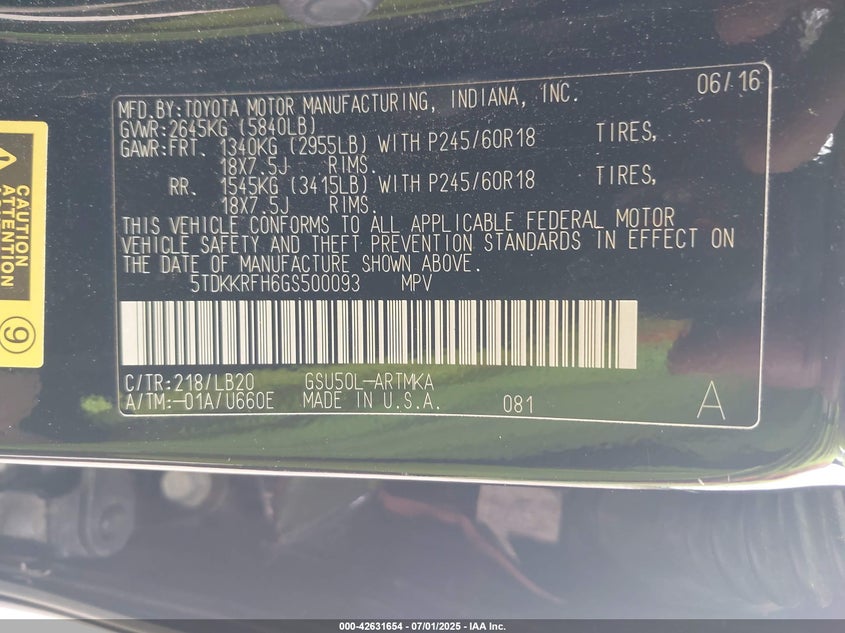 06/16
MFD.BY:TOYOTA MOTOR MANUFACTURING, INDIANA, INC.
GVWR:2645KG (5840LB)
GAWR:FRT. 1340KG (2955LB) WITH P245/60R18 TIRES,
18X7.5J RIMS.
RR. 1545KG (3415LB) WITH P245/60R18 TIRES,
18X7.5J RIMS.
THIS VEHICLE CONFORMS TO ALL APPLICABLE FEDERAL MOTOR
VEHICLE SAFETY AND THEFT PREVENTION STANDARDS IN EFFECT ON
THE DATE OF MANUFACTURE SHOWN ABOVE.
5TDKKRFH6GS500093 MPV
C/TR:218/LB20 GSU50L-ARTMKA
A/TM:-01A/U660E MADE IN U.S.A. 081 A
CAUTION
ATTENTION
9
000-42631654 - 07/01/2025 - IAA Inc.